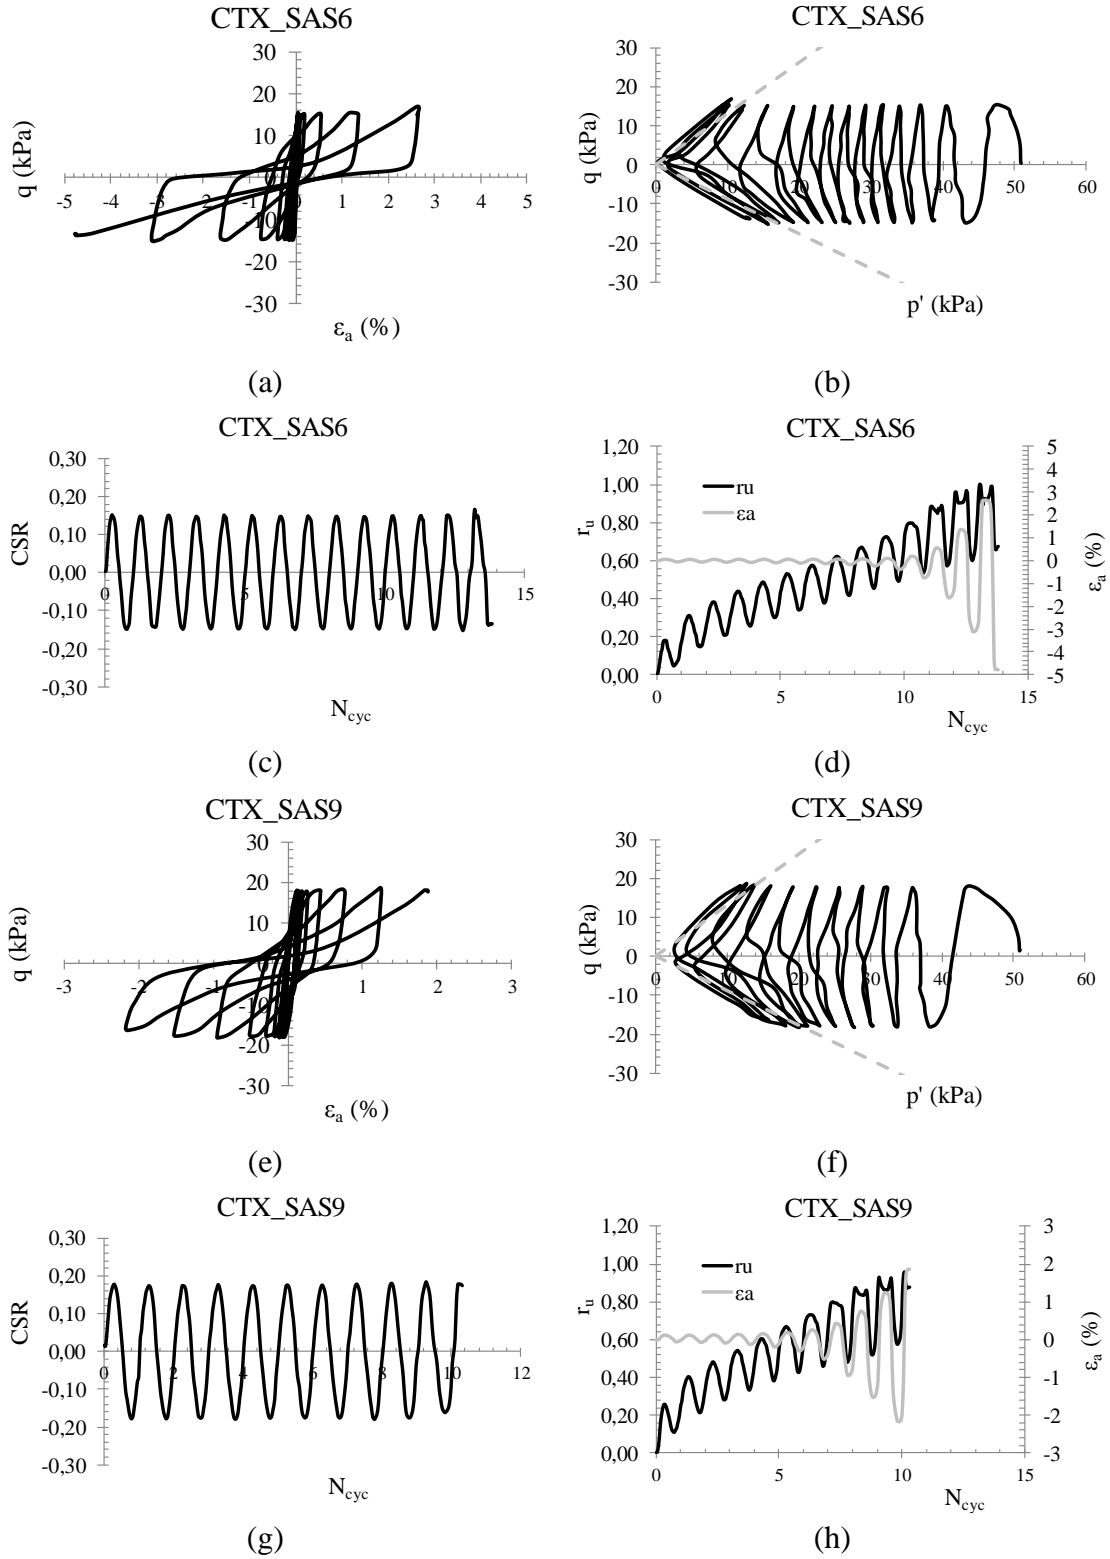 CTX_SAS6
30
20
10
0
-10
-20
-30
-5 -4 -3 -2 -1 0 1 2 3 4 5
q (kPa)
εa (%)
(a)
CTX_SAS6
30
20
10
0
-10
-20
-30
0 10 20 30 40 50 60
q (kPa)
p' (kPa)
(b)
CTX_SAS6
0,30
0,20
0,10
0,00
-0,10
-0,20
-0,30
0 5 10 15
CSR
Ncyc
(c)
CTX_SAS6
1,20
1,00
0,80
0,60
0,40
0,20
0,00
ru
ru
εa
5
4
3
2
1
0
-1
-2
-3
-4
-5
εa (%)
0 5 10 15
Ncyc
(d)
CTX_SAS9
30
20
10
0
-10
-20
-30
-3 -2 -1 0 1 2 3
q (kPa)
εa (%)
(e)
CTX_SAS9
30
20
10
0
-10
-20
-30
0 10 20 30 40 50 60
q (kPa)
p' (kPa)
(f)
CTX_SAS9
0,30
0,20
0,10
0,00
-0,10
-0,20
-0,30
0 2 4 6 8 10 12
CSR
Ncyc
(g)
CTX_SAS9
1,20
1,00
0,80
0,60
0,40
0,20
0,00
ru
ru
εa
3
2
1
0
-1
-2
-3
εa (%)
0 5 10 15
Ncyc
(h)